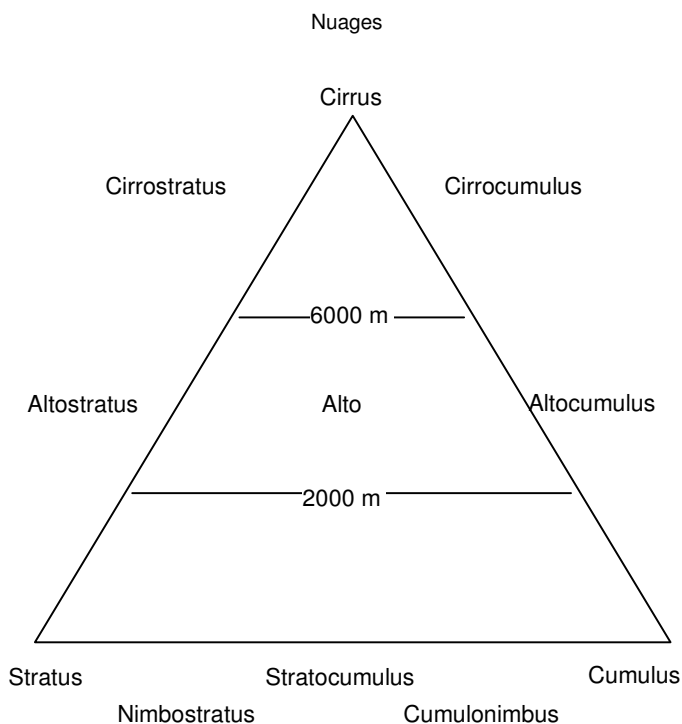 Nuages
Cirrus
Cirrostratus Cirrocumulus
6000 m
Altostratus Alto Altocumulus
2000 m
Stratus Stratocumulus Cumulus
Nimbostratus Cumulonimbus